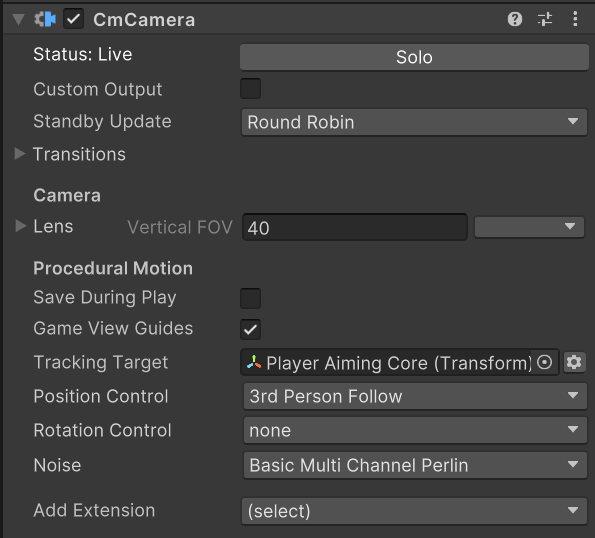 CmCamera
Status: Live Solo
Custom Output
Standby Update Round Robin
Transitions
Camera
Lens Vertical FOV 40
Procedural Motion
Save During Play
Game View Guides
Tracking Target Player Aiming Core (Transform)
Position Control 3rd Person Follow
Rotation Control none
Noise Basic Multi Channel Perlin
Add Extension (select)